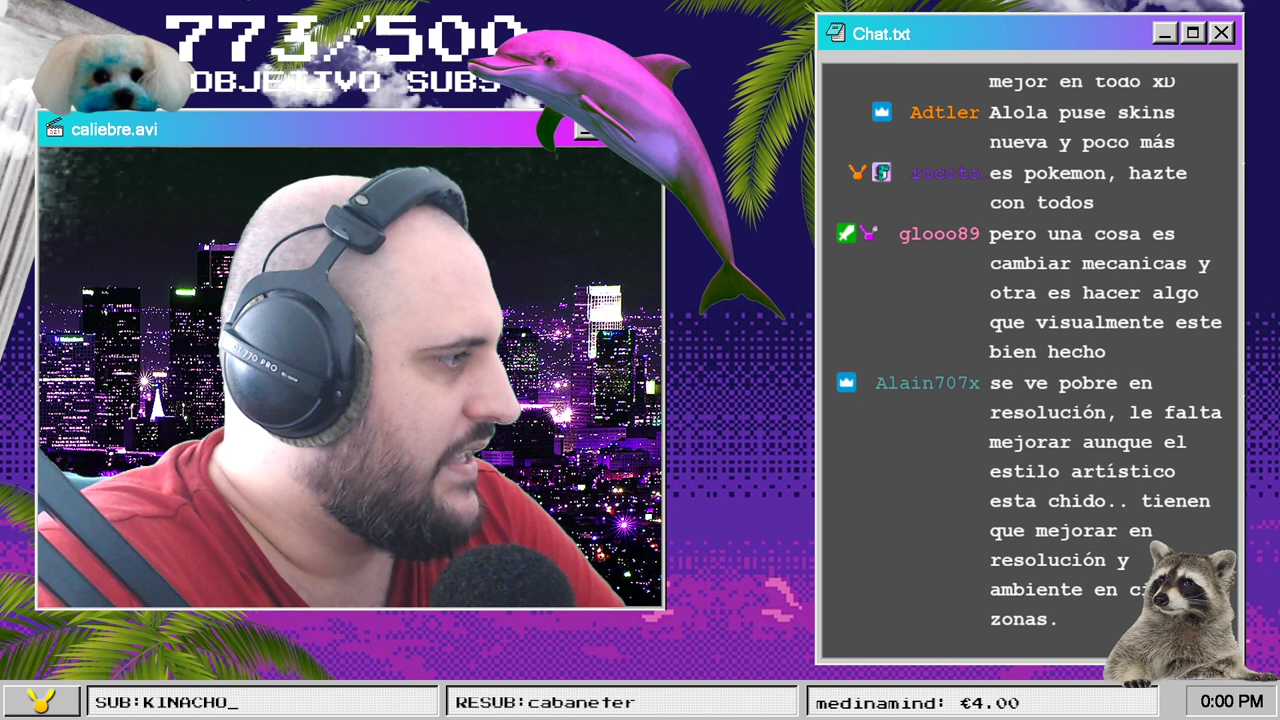 773/500
OBJETIVO SUBS
caliebre.avi
DT 770 PRO
Chat.txt
mejor en todo xD
Adtler Alola puse skins
nueva y poco más
rocoto es pokemon, hazte
con todos
glooo89 pero una cosa es
cambiar mecanicas y
otra es hacer algo
que visualmente este
bien hecho
Alain707x se ve pobre en
resolución, le falta
mejorar aunque el
estilo artístico
esta chido.. tienen
que mejorar en
resolución y
ambiente en
zonas.
SUB:KINACHO_
RESUB:cabaneter
medinamind: €4.00
0:00 PM